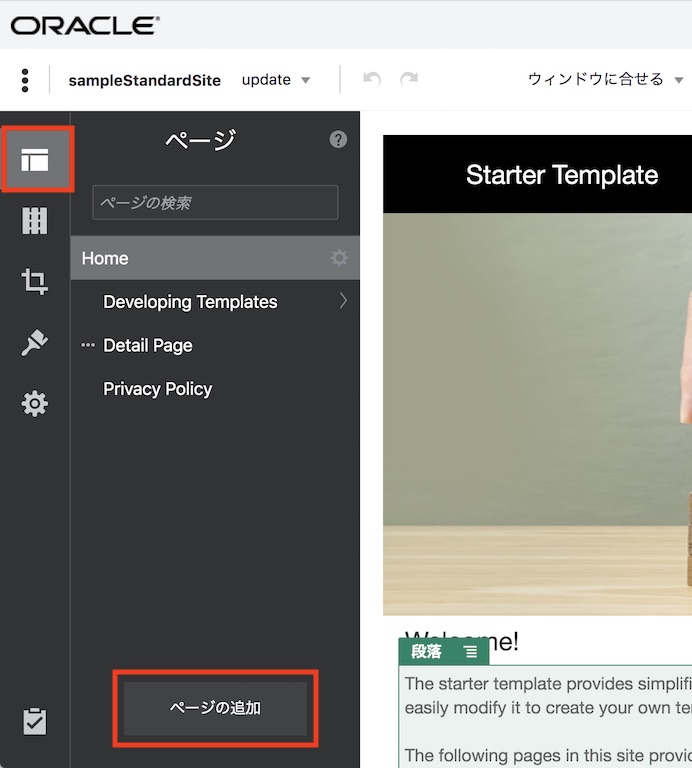 ORACLE®
sampleStandardSite update ウィンドウに合せる
ページ
ページの検索
Home
Developing Templates
Detail Page
Privacy Policy
ページの追加
Starter Template
Welcome!
段落
The starter template provides simplifi
easily modify it to create your own te
The following pages in this site provid